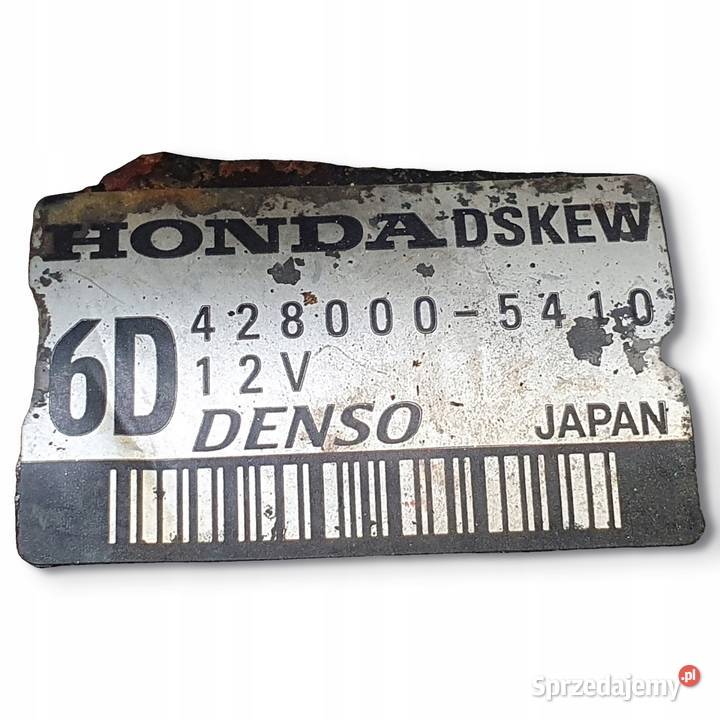 HONDA DSKEW
6D 428000-5410
12V
DENSO JAPAN
Sprzedajemy.pl